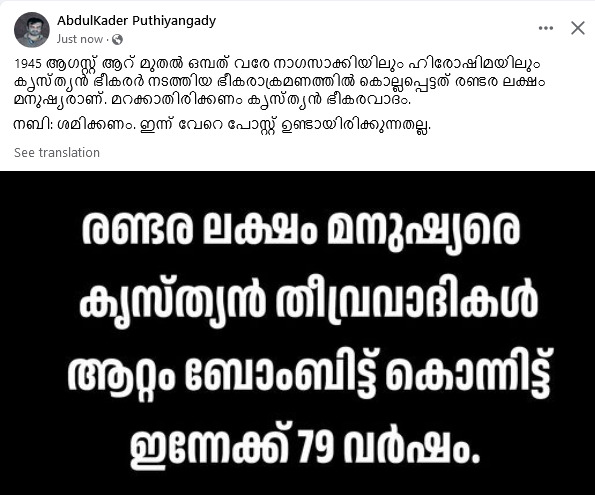 AbdulKader Puthiyangady
Just now ·
1945 ആഗസ്റ്റ് ആറ് മുതൽ ഒമ്പത് വരേ നാഗസാക്കിയിലും ഹിരോഷിമയിലും
കൃസ്ത്യൻ ഭീകരർ നടത്തിയ ഭീകരാക്രമണത്തിൽ കൊല്ലപ്പെട്ടത് രണ്ടര ലക്ഷം
മനുഷ്യരാണ്. മറക്കാതിരിക്കണം കൃസ്ത്യൻ ഭീകരവാദം.
നബി: ശമിക്കണം. ഇന്ന് വേറെ പോസ്റ്റ് ഉണ്ടായിരിക്കുന്നതല്ല.
See translation
രണ്ടര ലക്ഷം മനുഷ്യരെ
കൃസ്ത്യൻ തീവ്രവാദികൾ
ആറ്റം ബോംബിട്ട് കൊന്നിട്ട്
ഇന്നേക്ക് 79 വർഷം.